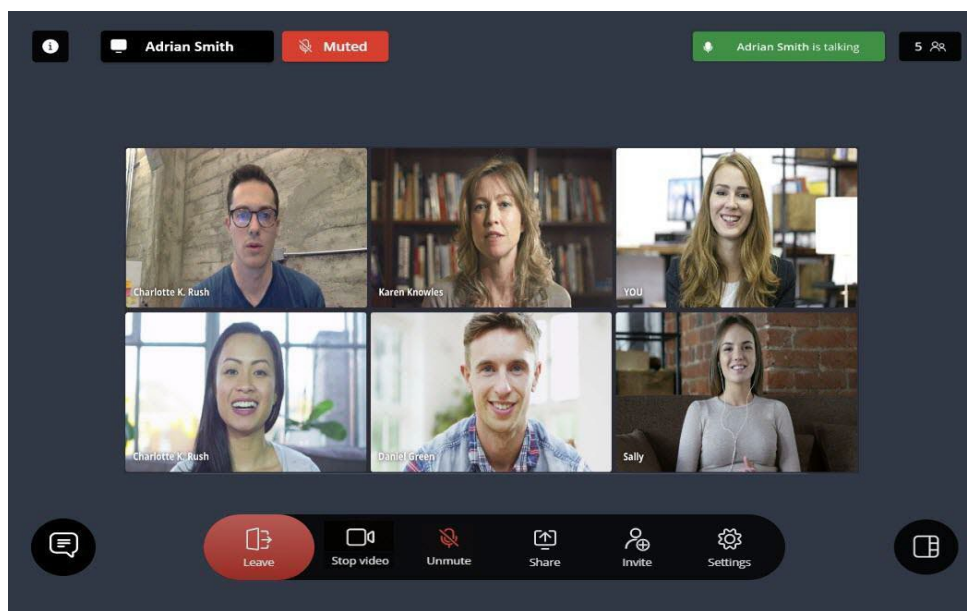 Adrian Smith
Muted
Adrian Smith is talking
5
Charlotte K. Rush
Karen Knowles
YOU
Charlotte K. Rush
Daniel Green
Sally
Leave
Stop video
Unmute
Share
Invite
Settings